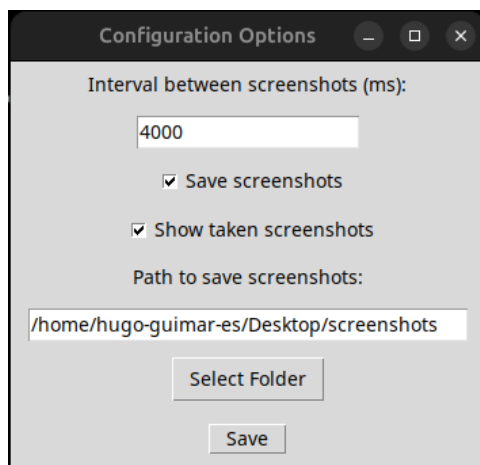 Configuration Options
Interval between screenshots (ms):
4000
Save screenshots
Show taken screenshots
Path to save screenshots:
/home/hugo-guimar-es/Desktop/screenshots
Select Folder
Save